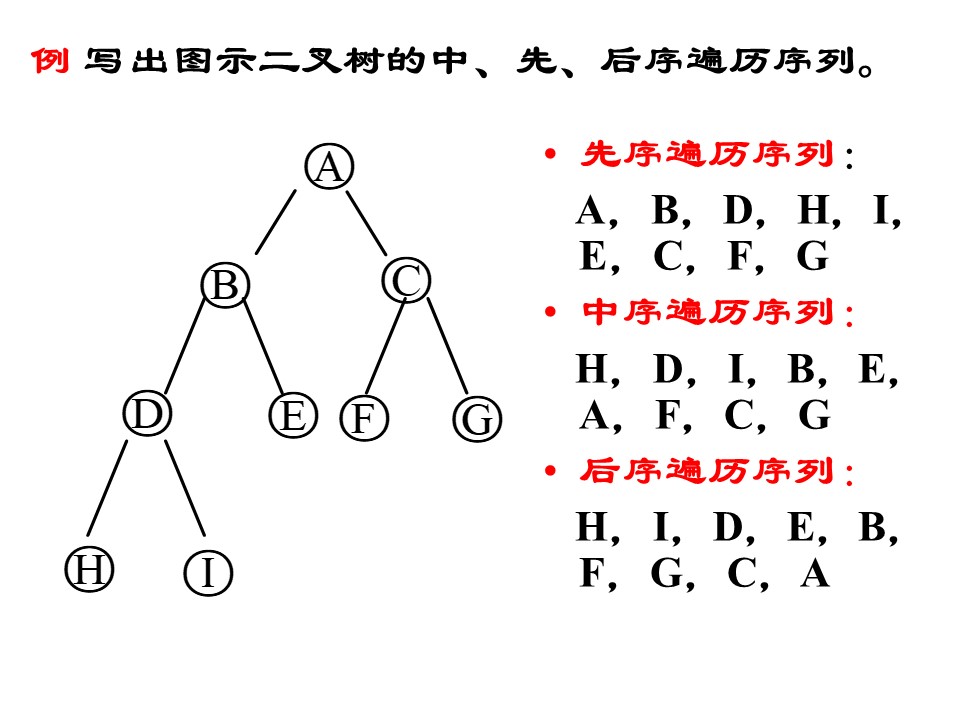 例 写出图示二叉树的中、先、后序遍历序列。
A
B
C
D
E
F
G
H
I
• 先序遍历序列:
A, B, D, H, I,
E, C, F, G
• 中序遍历序列:
H, D, I, B, E,
A, F, C, G
• 后序遍历序列:
H, I, D, E, B,
F, G, C, A